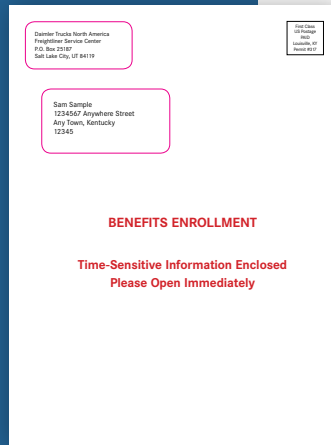 Daimler Trucks North America
Freightliner Service Center
P.O. Box 25187
Salt Lake City, UT 84119
First Class
US Postage
PAID
Louisville, KY
Permit #317
Sam Sample
1234567 Anywhere Street
Any Town, Kentucky
12345
BENEFITS ENROLLMENT
Time-Sensitive Information Enclosed
Please Open Immediately